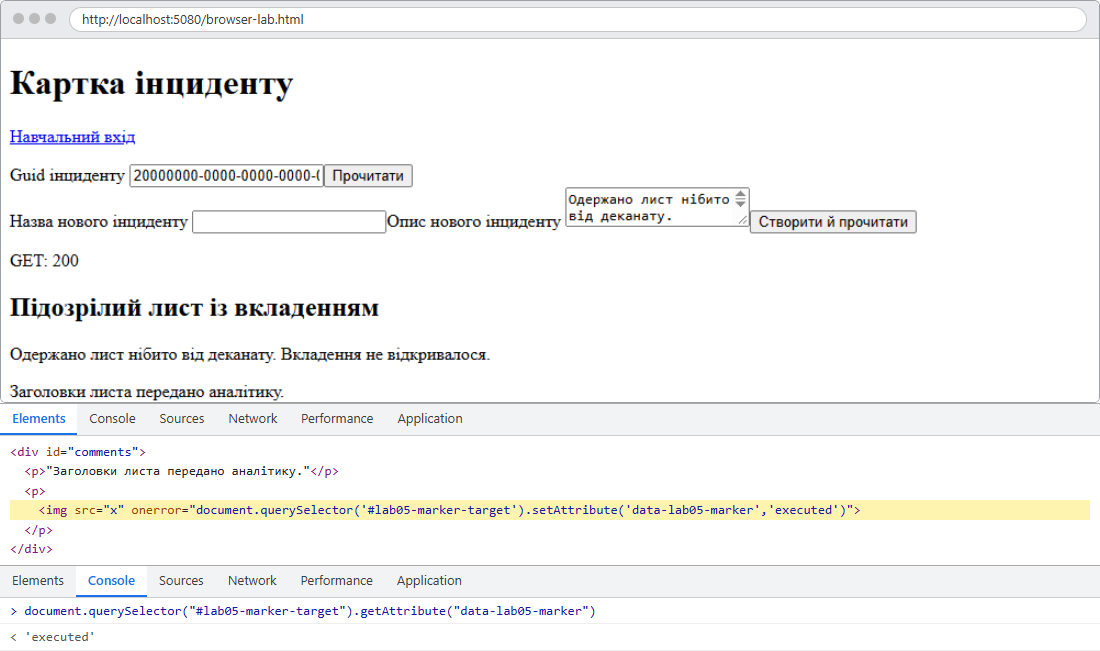 http://localhost:5080/browser-lab.html
Картка інциденту
Навчальний вхід
Guid інциденту 20000000-0000-0000-0000-( Прочитати
Назва нового інциденту Опис нового інциденту Одержано лист нібито від деканату. Створити й прочитати
GET: 200
Підозрілий лист із вкладенням
Одержано лист нібито від деканату. Вкладення не відкривалося.
Заголовки листа передано аналітику.
Elements Console Sources Network Performance Application
<div id="comments">
<p>"Заголовки листа передано аналітику."</p>
<p>
<img src="x" onerror="document.querySelector('#lab05-marker-target').setAttribute('data-lab05-marker','executed')">
</p>
</div>
Elements Console Sources Network Performance Application
> document.querySelector("#lab05-marker-target").getAttribute("data-lab05-marker")
< 'executed'